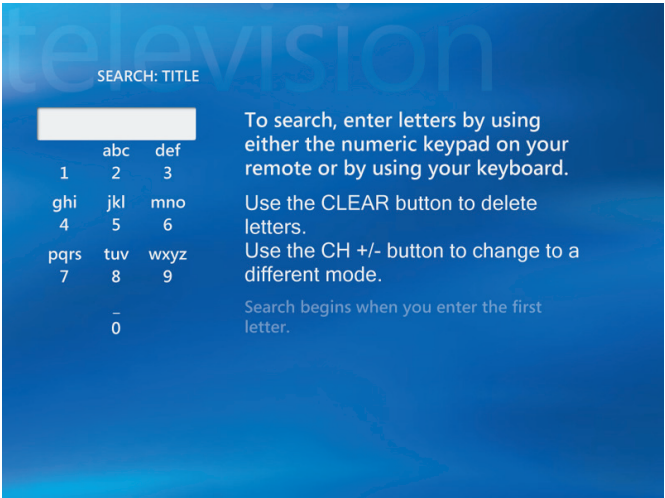 television
SEARCH: TITLE
abc def
1 2 3
ghi jkl mno
4 5 6
pqrs tuv wxyz
7 8 9
_
0
To search, enter letters by using
either the numeric keypad on your
remote or by using your keyboard.
Use the CLEAR button to delete
letters.
Use the CH +/- button to change to a
different mode.
Search begins when you enter the first
letter.